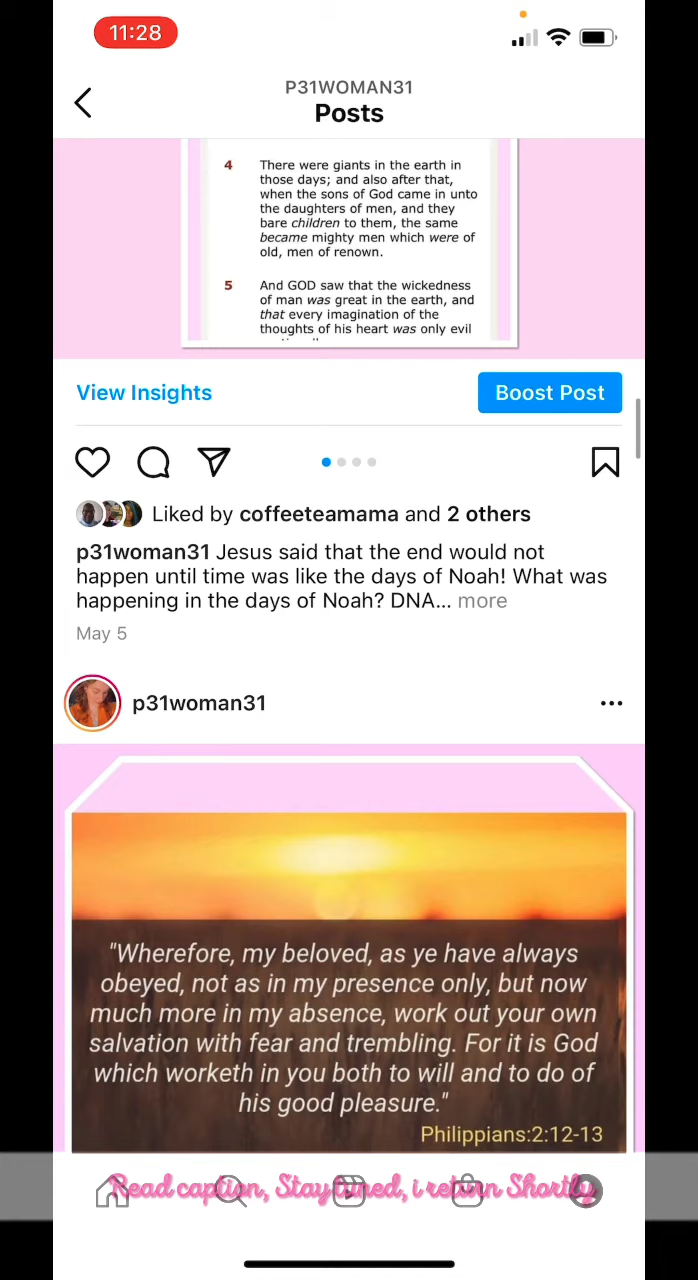 11:28
P31WOMAN31
Posts
4 There were giants in the earth in
those days; and also after that,
when the sons of God came in unto
the daughters of men, and they
bare children to them, the same
became mighty men which were of
old, men of renown.
5 And GOD saw that the wickedness
of man was great in the earth, and
that every imagination of the
thoughts of his heart was only evil
View Insights
Boost Post
Liked by coffeeteamama and 2 others
p31woman31 Jesus said that the end would not
happen until time was like the days of Noah! What was
happening in the days of Noah? DNA... more
May 5
p31woman31
"Wherefore, my beloved, as ye have always
obeyed, not as in my presence only, but now
much more in my absence, work out your own
salvation with fear and trembling. For it is God
which worketh in you both to will and to do of
his good pleasure."
Philippians:2:12-13
Read caption, Stay tuned, i return Shortly